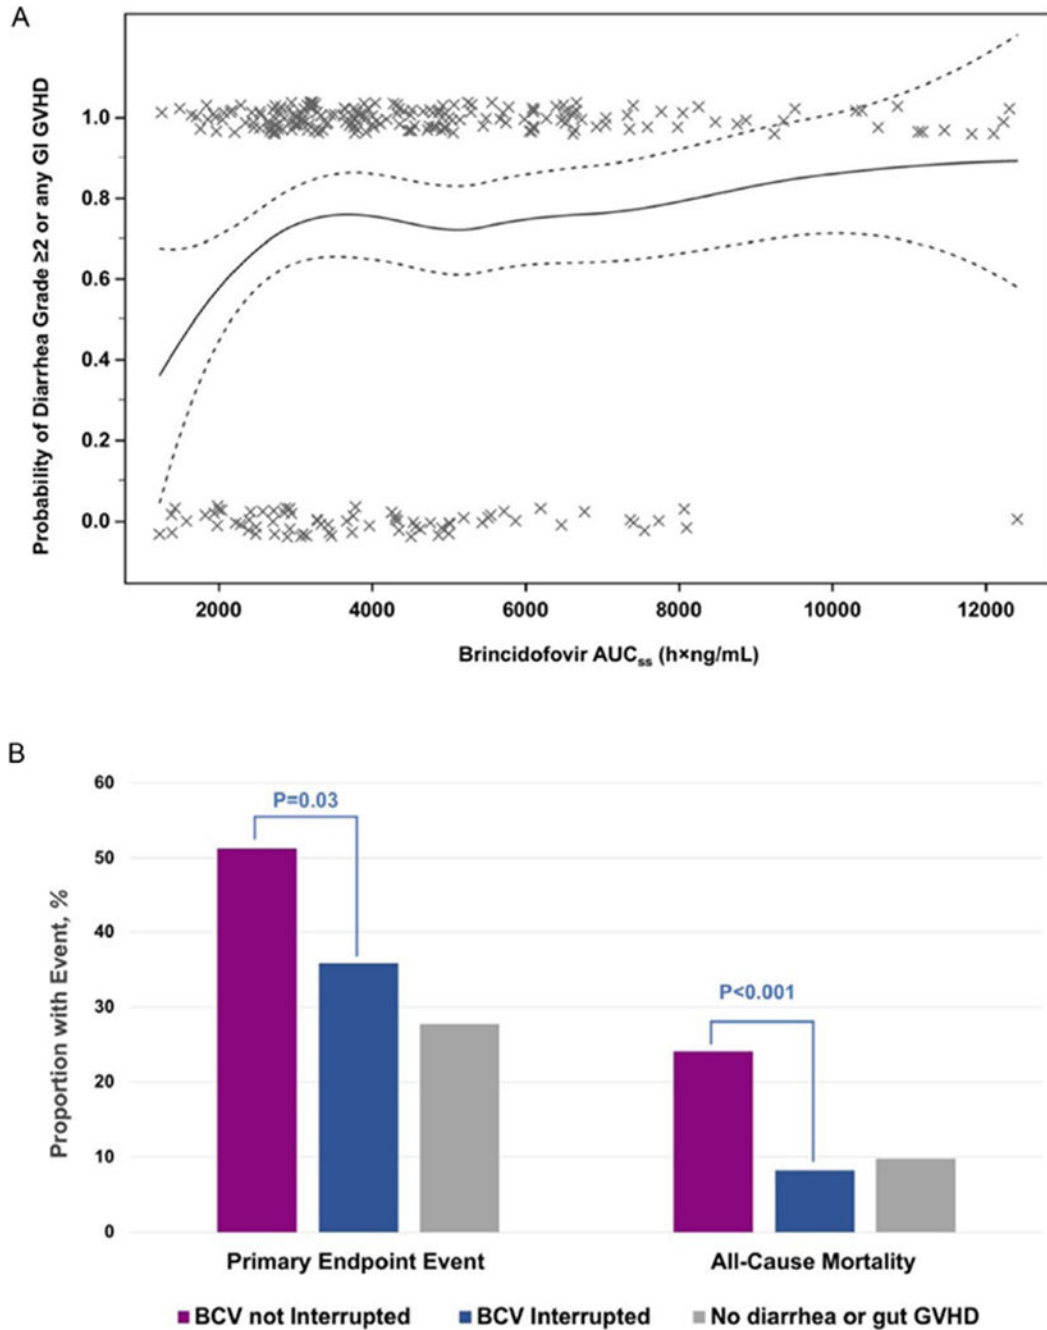 A
Probability of Diarrhea Grade ≥2 or any GI GVHD
1.0
0.8
0.6
0.4
0.2
0.0
2000 4000 6000 8000 10000 12000
Brincidofovir AUCss (h×ng/mL)
B
Proportion with Event, %
60
50
40
30
20
10
0
P=0.03
P<0.001
Primary Endpoint Event All-Cause Mortality
BCV not Interrupted BCV Interrupted No diarrhea or gut GVHD